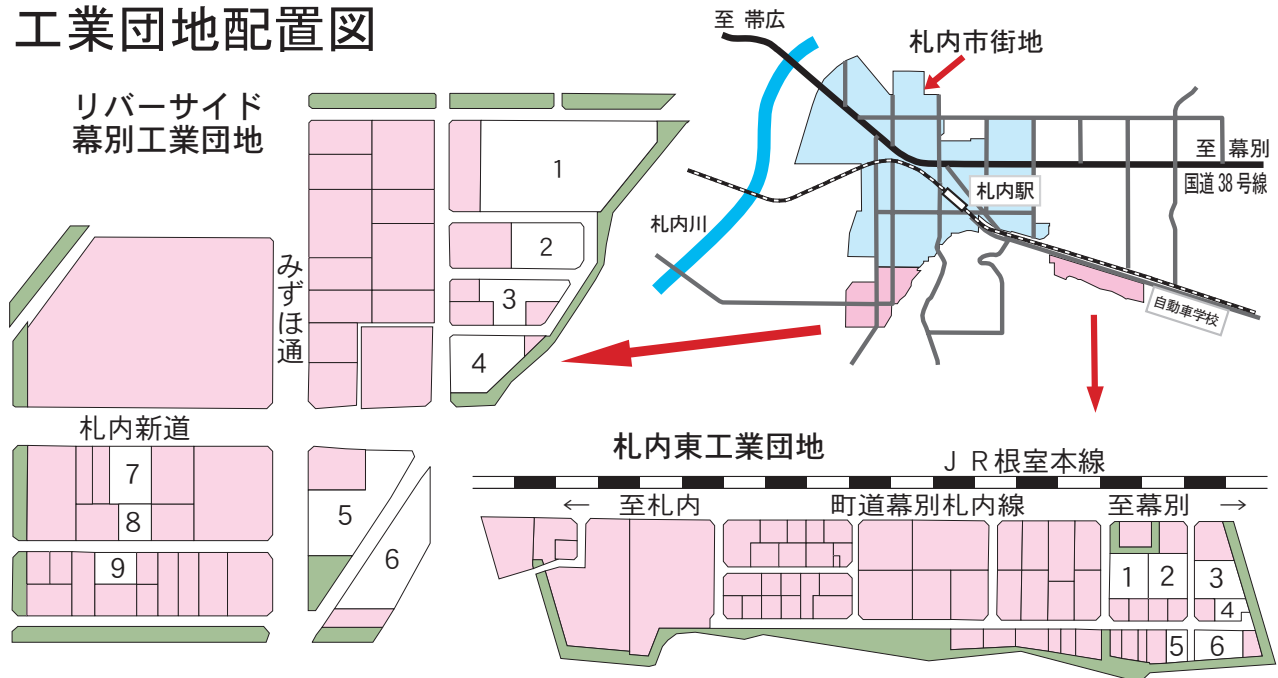 工業団地配置図
リバーサイド
幕別工業団地
至 帯広
札内市街地
至 幕別
国道38号線
札内駅
札内川
自動車学校
みずほ通
1
2
3
4
札内新道
7
8
9
5
6
札内東工業団地
JR根室本線
← 至札内
町道幕別札内線
至幕別 →
1
2
3
4
5
6